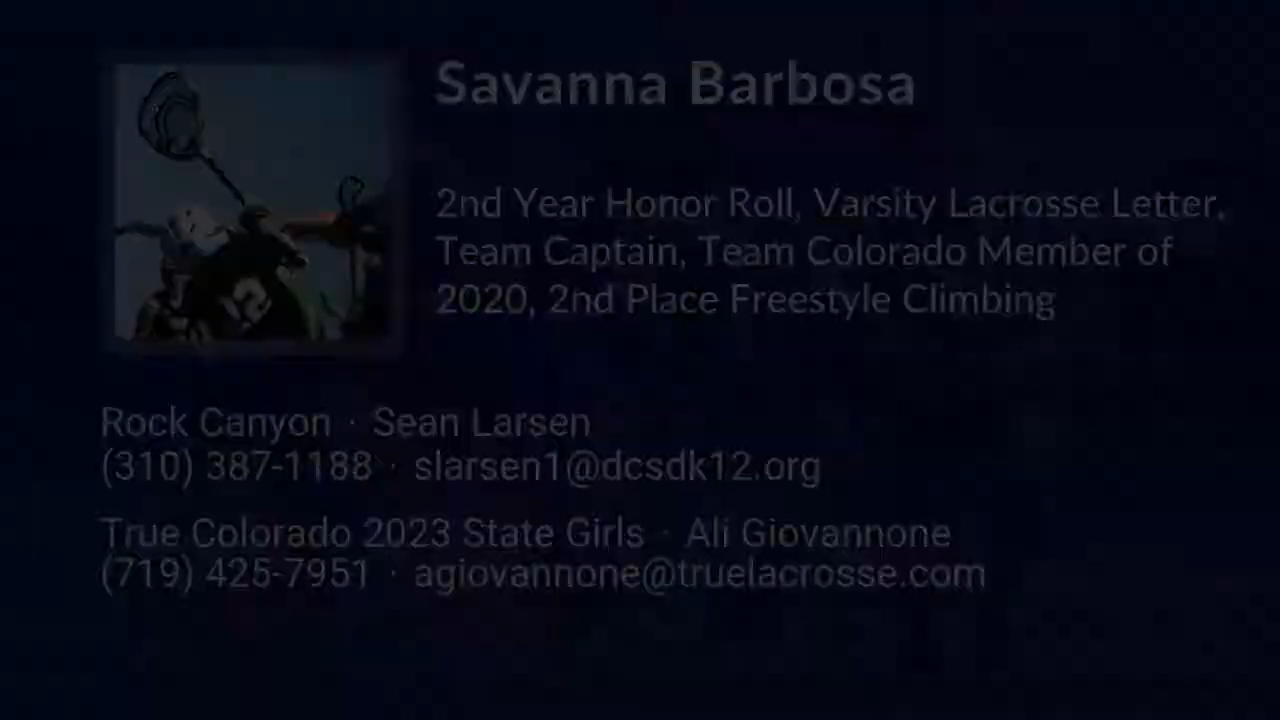 Savanna Barbosa
2nd Year Honor Roll, Varsity Lacrosse Letter,
Team Captain, Team Colorado Member of
2020, 2nd Place Freestyle Climbing
Rock Canyon · Sean Larsen
(310) 387-1188 · slarsen1@dcsdk12.org
True Colorado 2023 State Girls · Ali Giovannone
(719) 425-7951 · agiovannone@truelacrosse.com